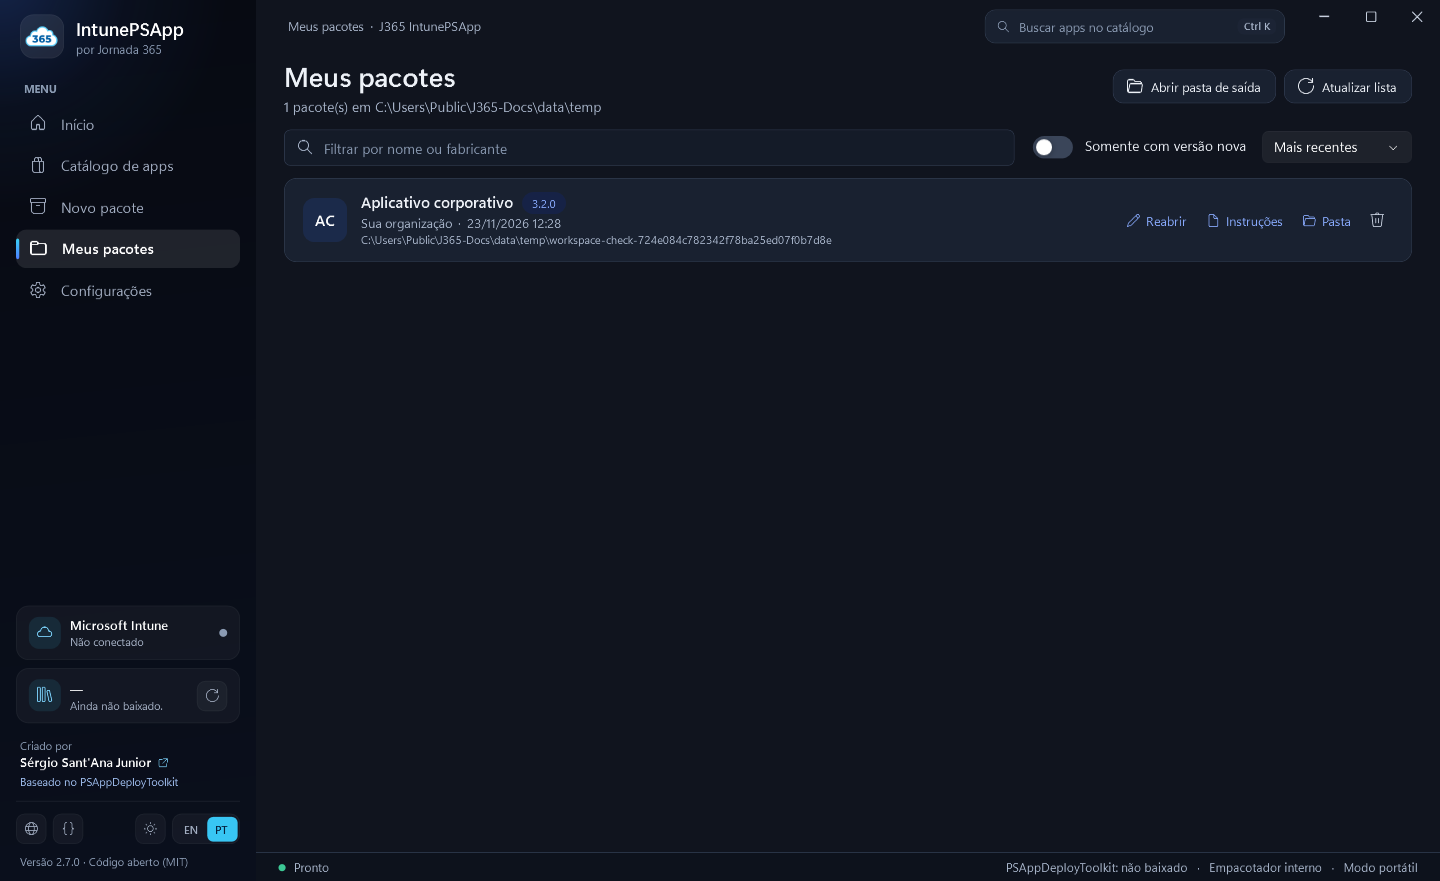 365
IntunePSApp
por Jornada 365
MENU
Início
Catálogo de apps
Novo pacote
Meus pacotes
Configurações
Microsoft Intune
Não conectado
—
Ainda não baixado.
Criado por
Sérgio Sant'Ana Junior
Baseado no PSAppDeployToolkit
{}
EN PT
Versão 2.7.0 · Código aberto (MIT)
Meus pacotes · J365 IntunePSApp
Buscar apps no catálogo Ctrl K
Meus pacotes
1 pacote(s) em C:\Users\Public\J365-Docs\data\temp
Abrir pasta de saída
Atualizar lista
Filtrar por nome ou fabricante
Somente com versão nova
Mais recentes
AC
Aplicativo corporativo 3.2.0
Sua organização · 23/11/2026 12:28
C:\Users\Public\J365-Docs\data\temp\workspace-check-724e084c782342f78ba25ed07f0b7d8e
Reabrir
Instruções
Pasta
Pronto
PSAppDeployToolkit: não baixado · Empacotador interno · Modo portátil